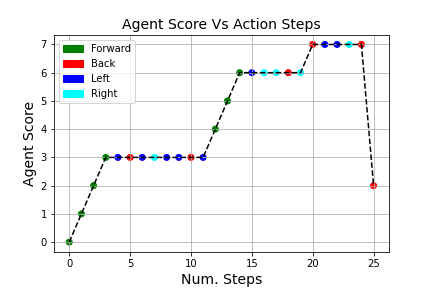 Agent Score Vs Action Steps
Forward
Back
Left
Right
Agent Score
7
6
5
4
3
2
1
0
0 5 10 15 20 25
Num. Steps